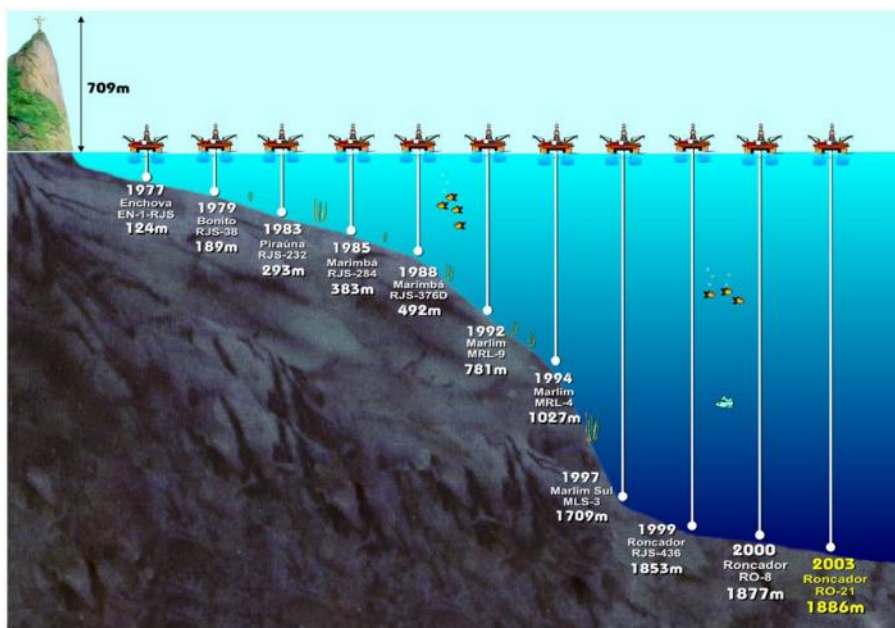 709m
1977
Enchova
EN-1-RJS
124m
1979
Bonito
RJS-38
189m
1983
Piraúna
RJS-232
293m
1985
Marimbá
RJS-284
383m
1988
Marimbá
RJS-376D
492m
1992
Marlim
MRL-9
781m
1994
Marlim
MRL-4
1027m
1997
Marlim Sul
MLS-3
1709m
1999
Roncador
RJS-436
1853m
2000
Roncador
RO-8
1877m
2003
Roncador
RO-21
1886m